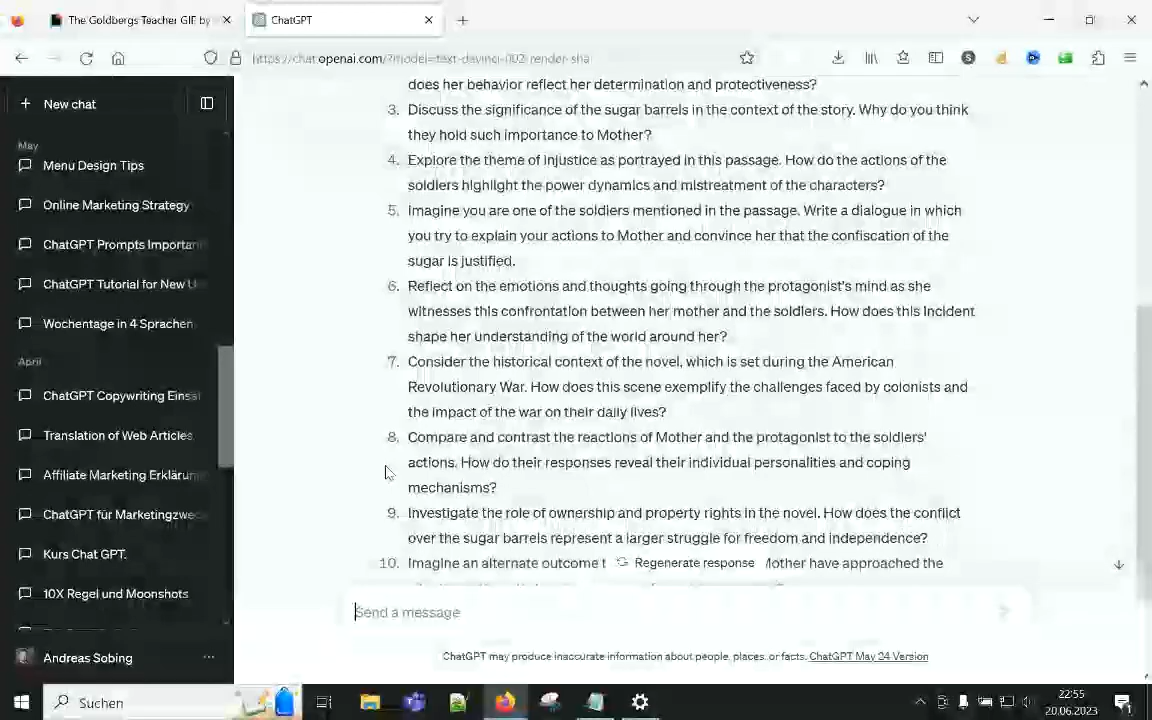 The Goldbergs Teacher GIF by
ChatGPT
https://chat.openai.com/?model=text-davinci-002-render-sha
New chat
May
Menu Design Tips
Online Marketing Strategy
ChatGPT Prompts Importan
ChatGPT Tutorial for New U
Wochentage in 4 Sprachen
April
ChatGPT Copywriting Einsa
Translation of Web Articles
Affiliate Marketing Erklärun
ChatGPT für Marketingzwec
Kurs Chat GPT.
10X Regel und Moonshots
Andreas Sobing
does her behavior reflect her determination and protectiveness?
3. Discuss the significance of the sugar barrels in the context of the story. Why do you think
they hold such importance to Mother?
4. Explore the theme of injustice as portrayed in this passage. How do the actions of the
soldiers highlight the power dynamics and mistreatment of the characters?
5. Imagine you are one of the soldiers mentioned in the passage. Write a dialogue in which
you try to explain your actions to Mother and convince her that the confiscation of the
sugar is justified.
6. Reflect on the emotions and thoughts going through the protagonist's mind as she
witnesses this confrontation between her mother and the soldiers. How does this incident
shape her understanding of the world around her?
7. Consider the historical context of the novel, which is set during the American
Revolutionary War. How does this scene exemplify the challenges faced by colonists and
the impact of the war on their daily lives?
8. Compare and contrast the reactions of Mother and the protagonist to the soldiers'
actions. How do their responses reveal their individual personalities and coping
mechanisms?
9. Investigate the role of ownership and property rights in the novel. How does the conflict
over the sugar barrels represent a larger struggle for freedom and independence?
10. Imagine an alternate outcome t Regenerate response Mother have approached the
Send a message
ChatGPT may produce inaccurate information about people, places, or facts. ChatGPT May 24 Version
Suchen
22:55
20.06.2023